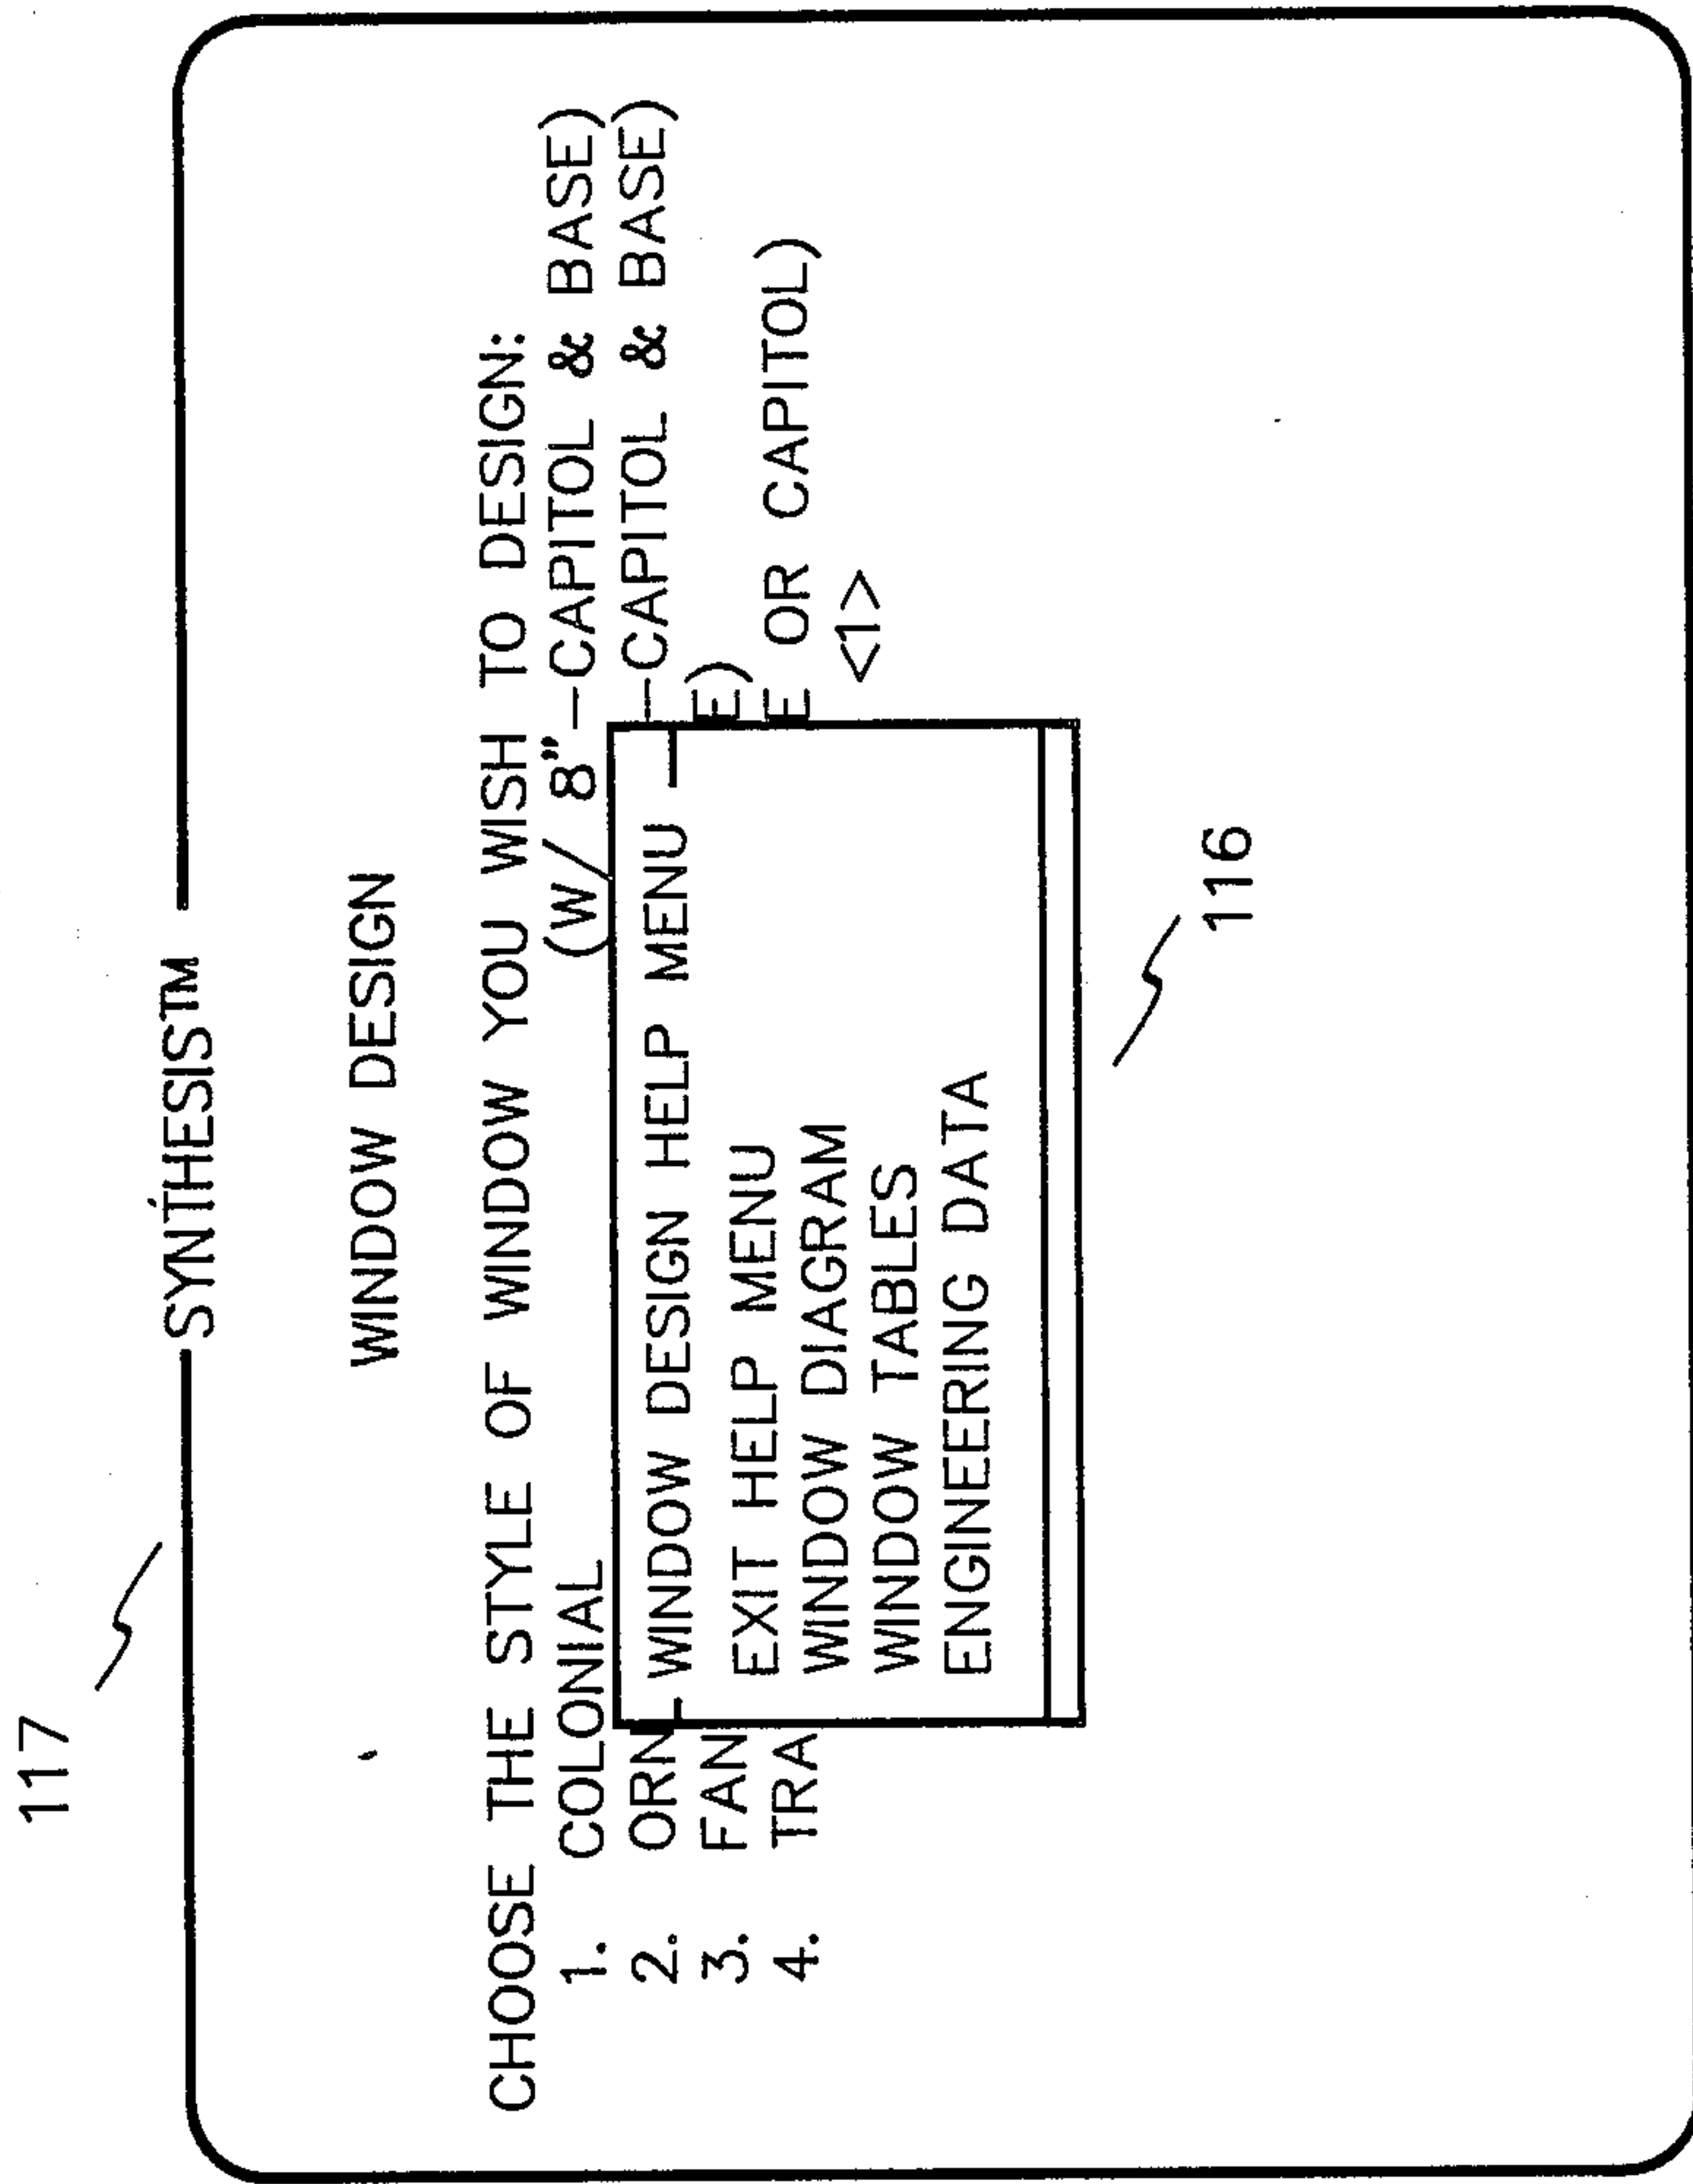 117
SYNTHESIS™
WINDOW DESIGN
CHOOSE THE STYLE OF WINDOW YOU WISH TO DESIGN:
1. COLONIAL (W/ 8"—CAPITOL & BASE)
2. ORN —CAPITOL & BASE)
3. FAN E)
4. TRA E OR CAPITOL)
<1>
WINDOW DESIGN HELP MENU
EXIT HELP MENU
WINDOW DIAGRAM
WINDOW TABLES
ENGINEERING DATA
116